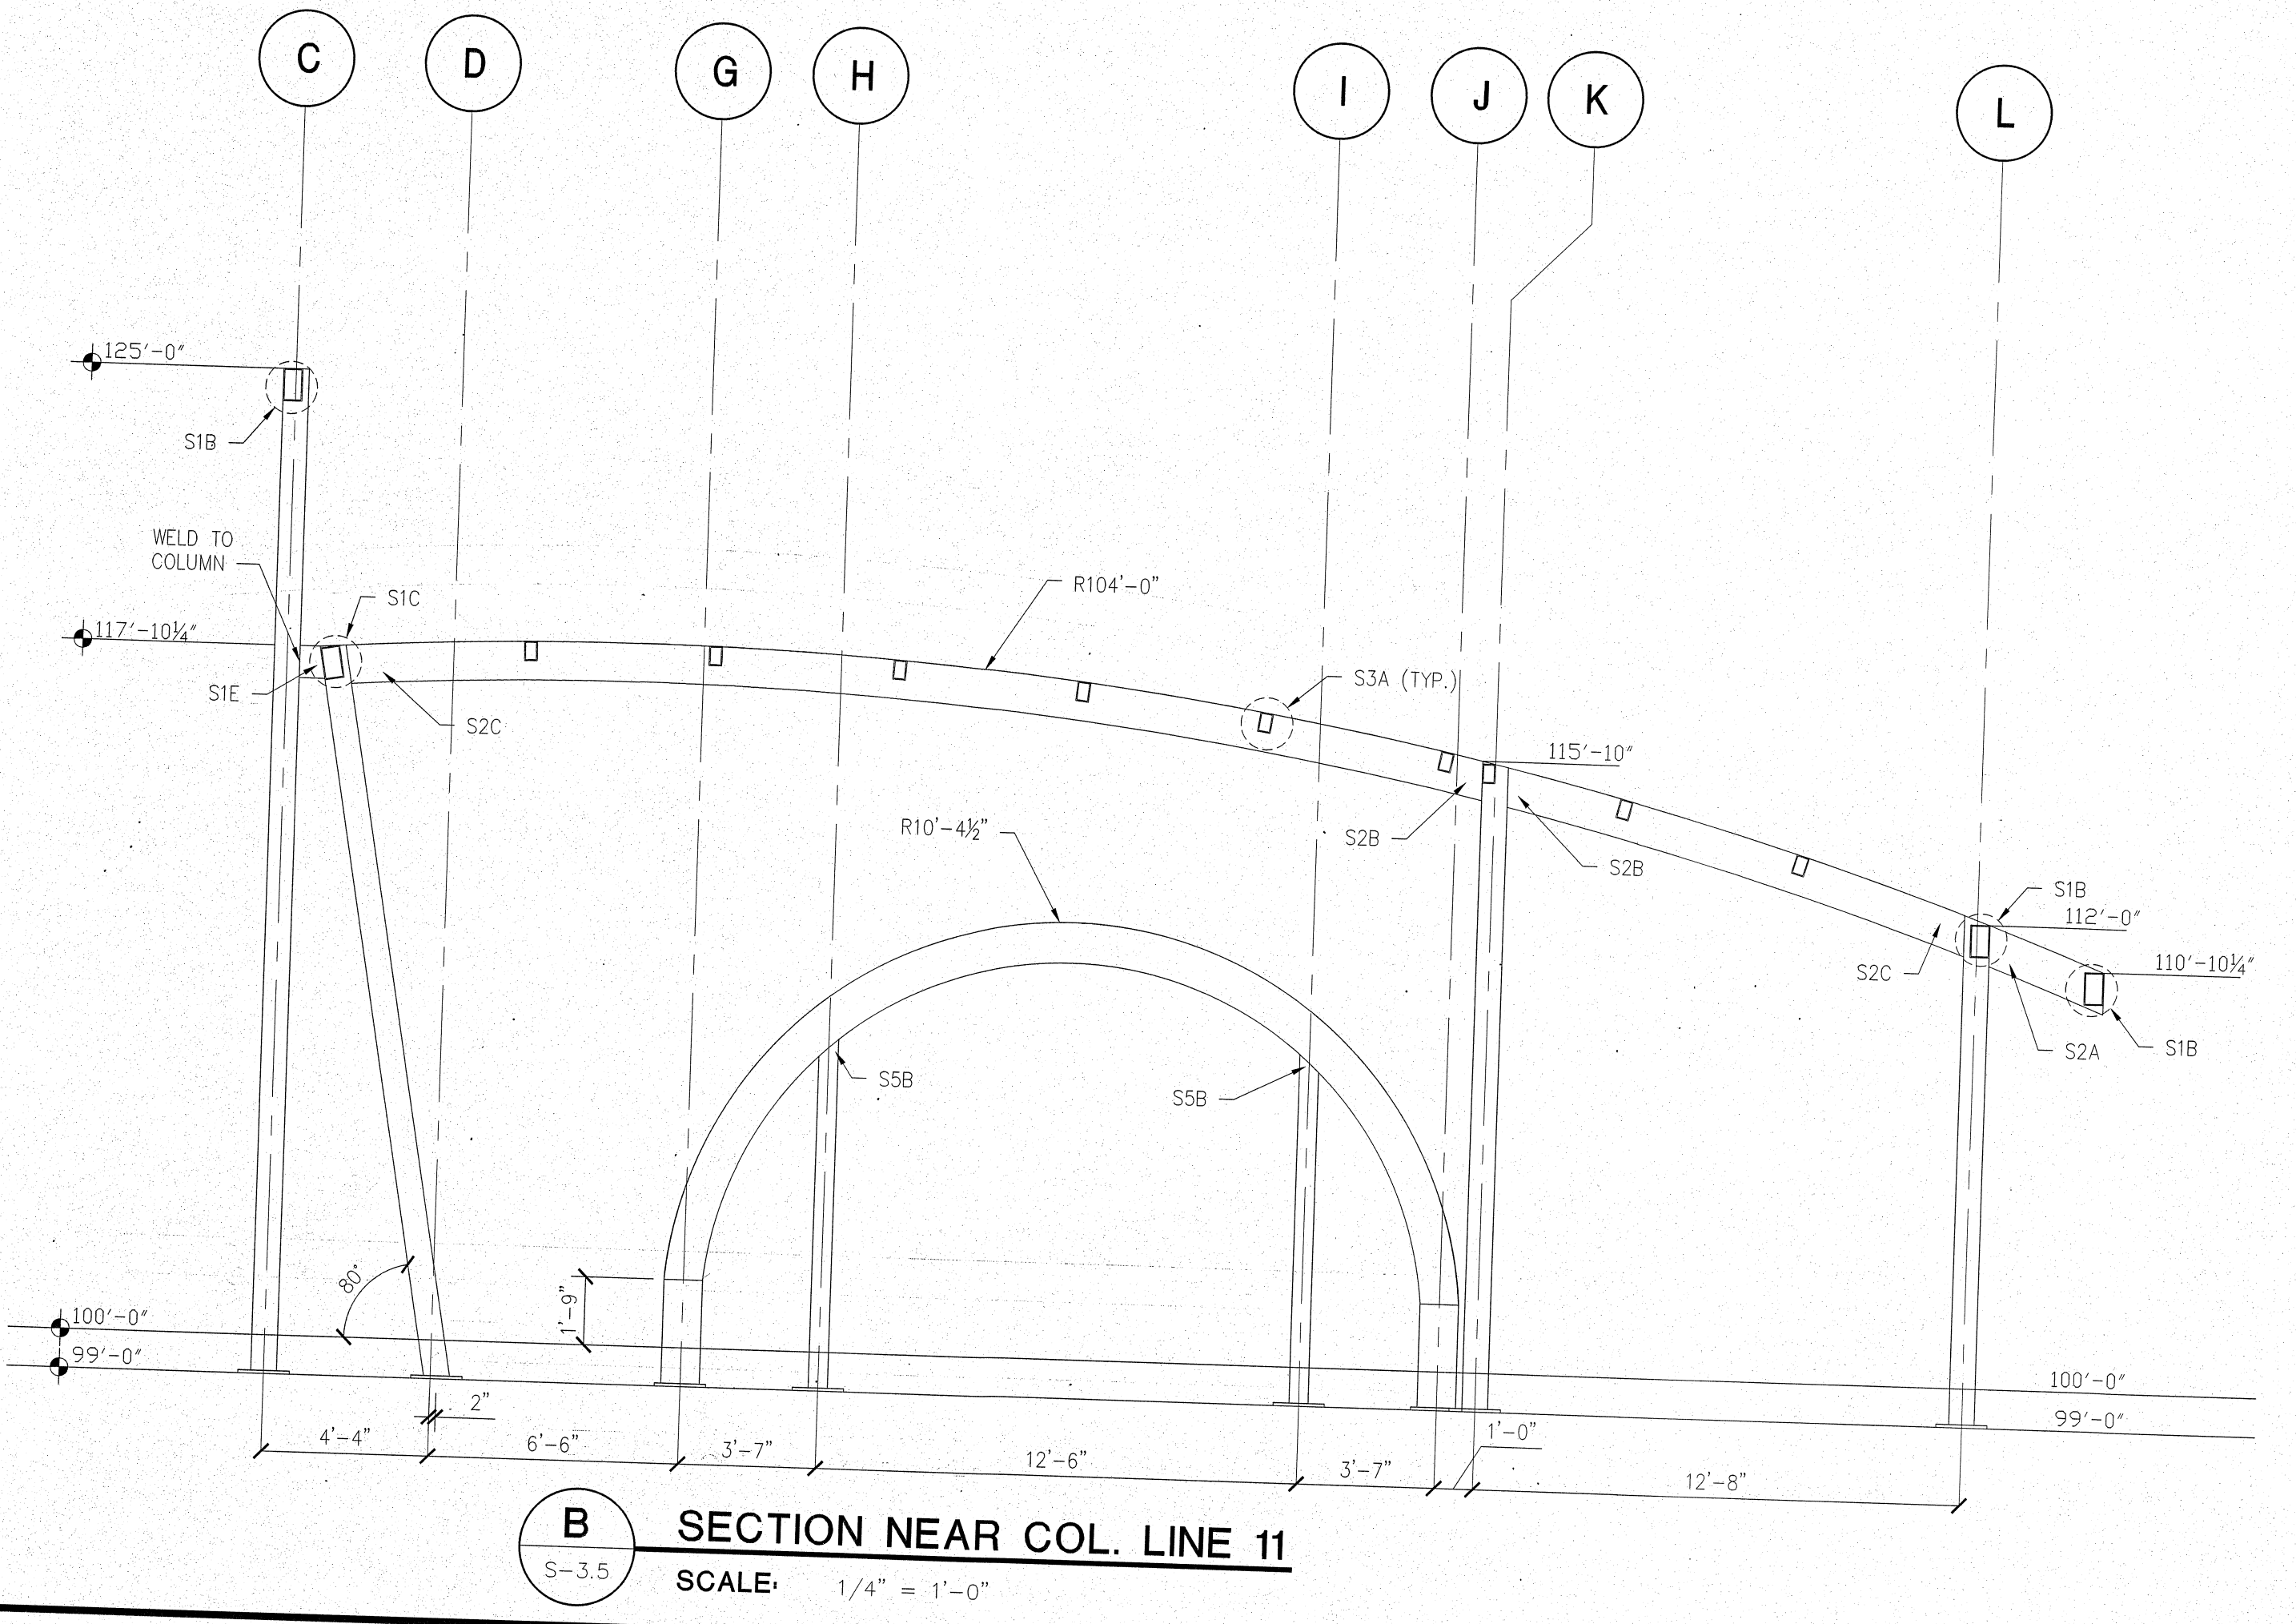 C D G H I J K L
125'-0"
S1B
WELD TO
COLUMN
S1C
R104'-0"
117'-10¼"
S1E
S2C
S3A (TYP.)
115'-10"
R10'-4½"
S2B
S2B
S1B
112'-0"
110'-10¼"
S2C
S2A
S1B
S5B
S5B
80°
1'-9"
100'-0"
99'-0"
100'-0"
99'-0"
2"
4'-4"
6'-6"
3'-7"
12'-6"
3'-7"
1'-0"
12'-8"
B
S-3.5
SECTION NEAR COL. LINE 11
SCALE: 1/4" = 1'-0"